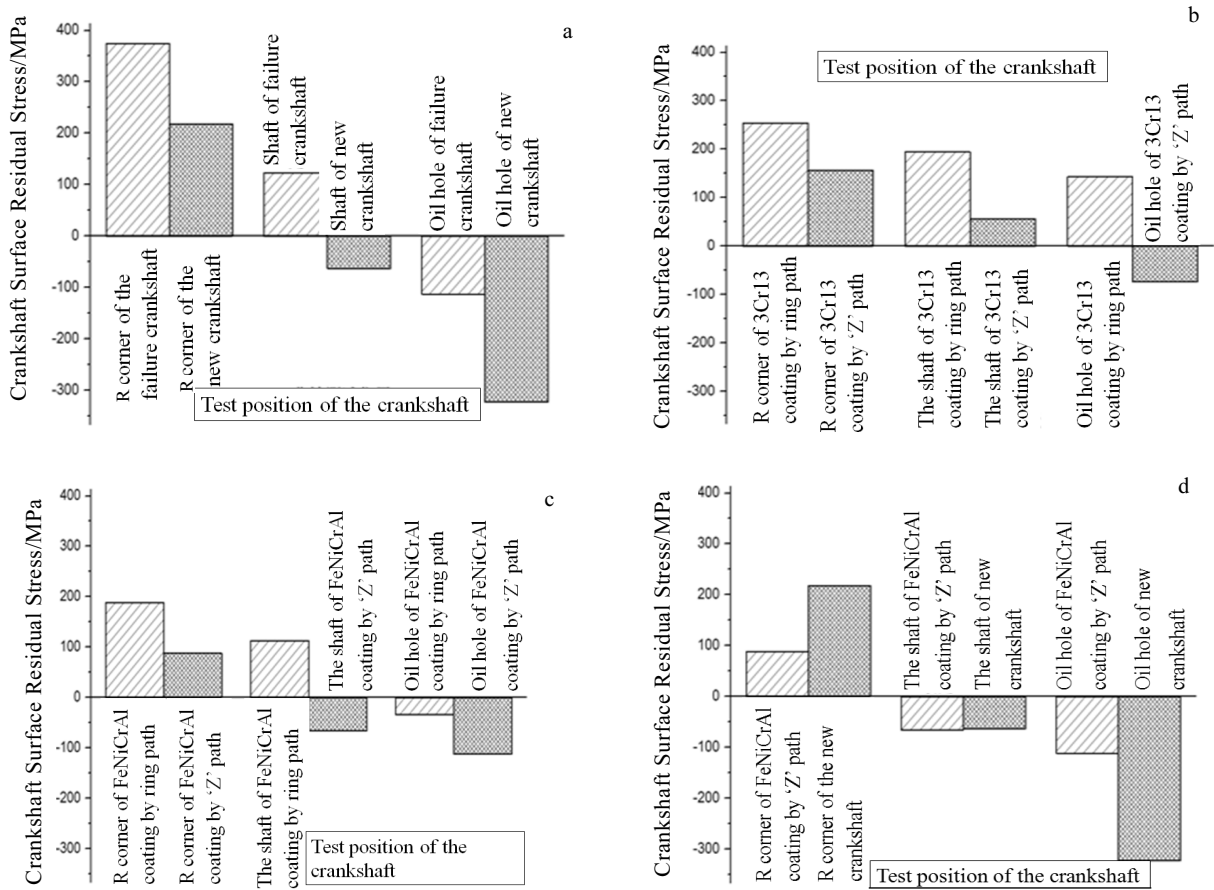 a
Crankshaft Surface Residual Stress/MPa
400
300
200
100
0
-100
-200
-300
R corner of the
failure crankshaft
R corner of the
new crankshaft
Shaft of failure
crankshaft
Shaft of new
crankshaft
Oil hole of failure
crankshaft
Oil hole of new
crankshaft
Test position of the crankshaft
b
Crankshaft Surface Residual Stress/MPa
400
300
200
100
0
-100
-200
-300
Test position of the crankshaft
R corner of 3Cr13
coating by ring path
R corner of 3Cr13
coating by ‘Z’ path
The shaft of 3Cr13
coating by ring path
The shaft of 3Cr13
coating by ‘Z’ path
Oil hole of 3Cr13
coating by ring path
Oil hole of 3Cr13
coating by ‘Z’ path
c
Crankshaft Surface Residual Stress/MPa
400
300
200
100
0
-100
-200
-300
R corner of FeNiCrAl
coating by ring path
R corner of FeNiCrAl
coating by ‘Z’ path
The shaft of FeNiCrAl
coating by ring path
The shaft of FeNiCrAl
coating by ‘Z’ path
Oil hole of FeNiCrAl
coating by ring path
Oil hole of FeNiCrAl
coating by ‘Z’ path
Test position of the
crankshaft
d
Crankshaft Surface Residual Stress/MPa
400
300
200
100
0
-100
-200
-300
R corner of FeNiCrAl
coating by ‘Z’ path
R corner of the new
crankshaft
The shaft of FeNiCrAl
coating by ‘Z’ path
The shaft of new
crankshaft
Oil hole of FeNiCrAl
coating by ‘Z’ path
Oil hole of new
crankshaft
Test position of the crankshaft